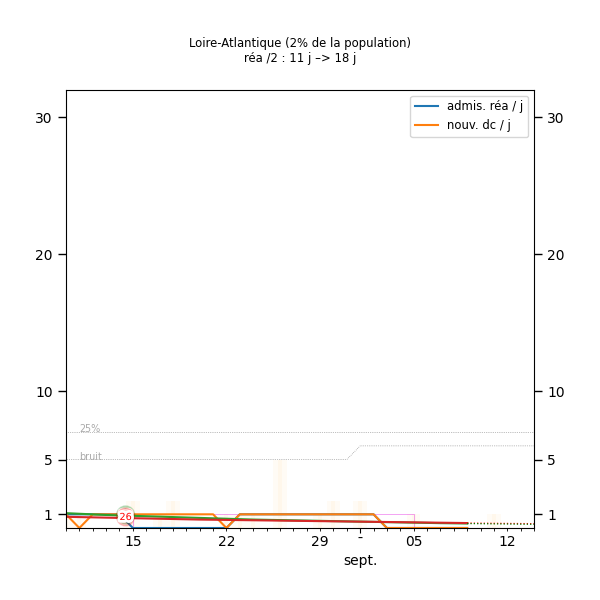 Loire-Atlantique (2% de la population)
réa /2 : 11 j –> 18 j
admis. réa / j
nouv. dc / j
30 30
20 20
10 10
25%
5 bruit 5
1 26 1
15 22 29 - 05 12
sept.